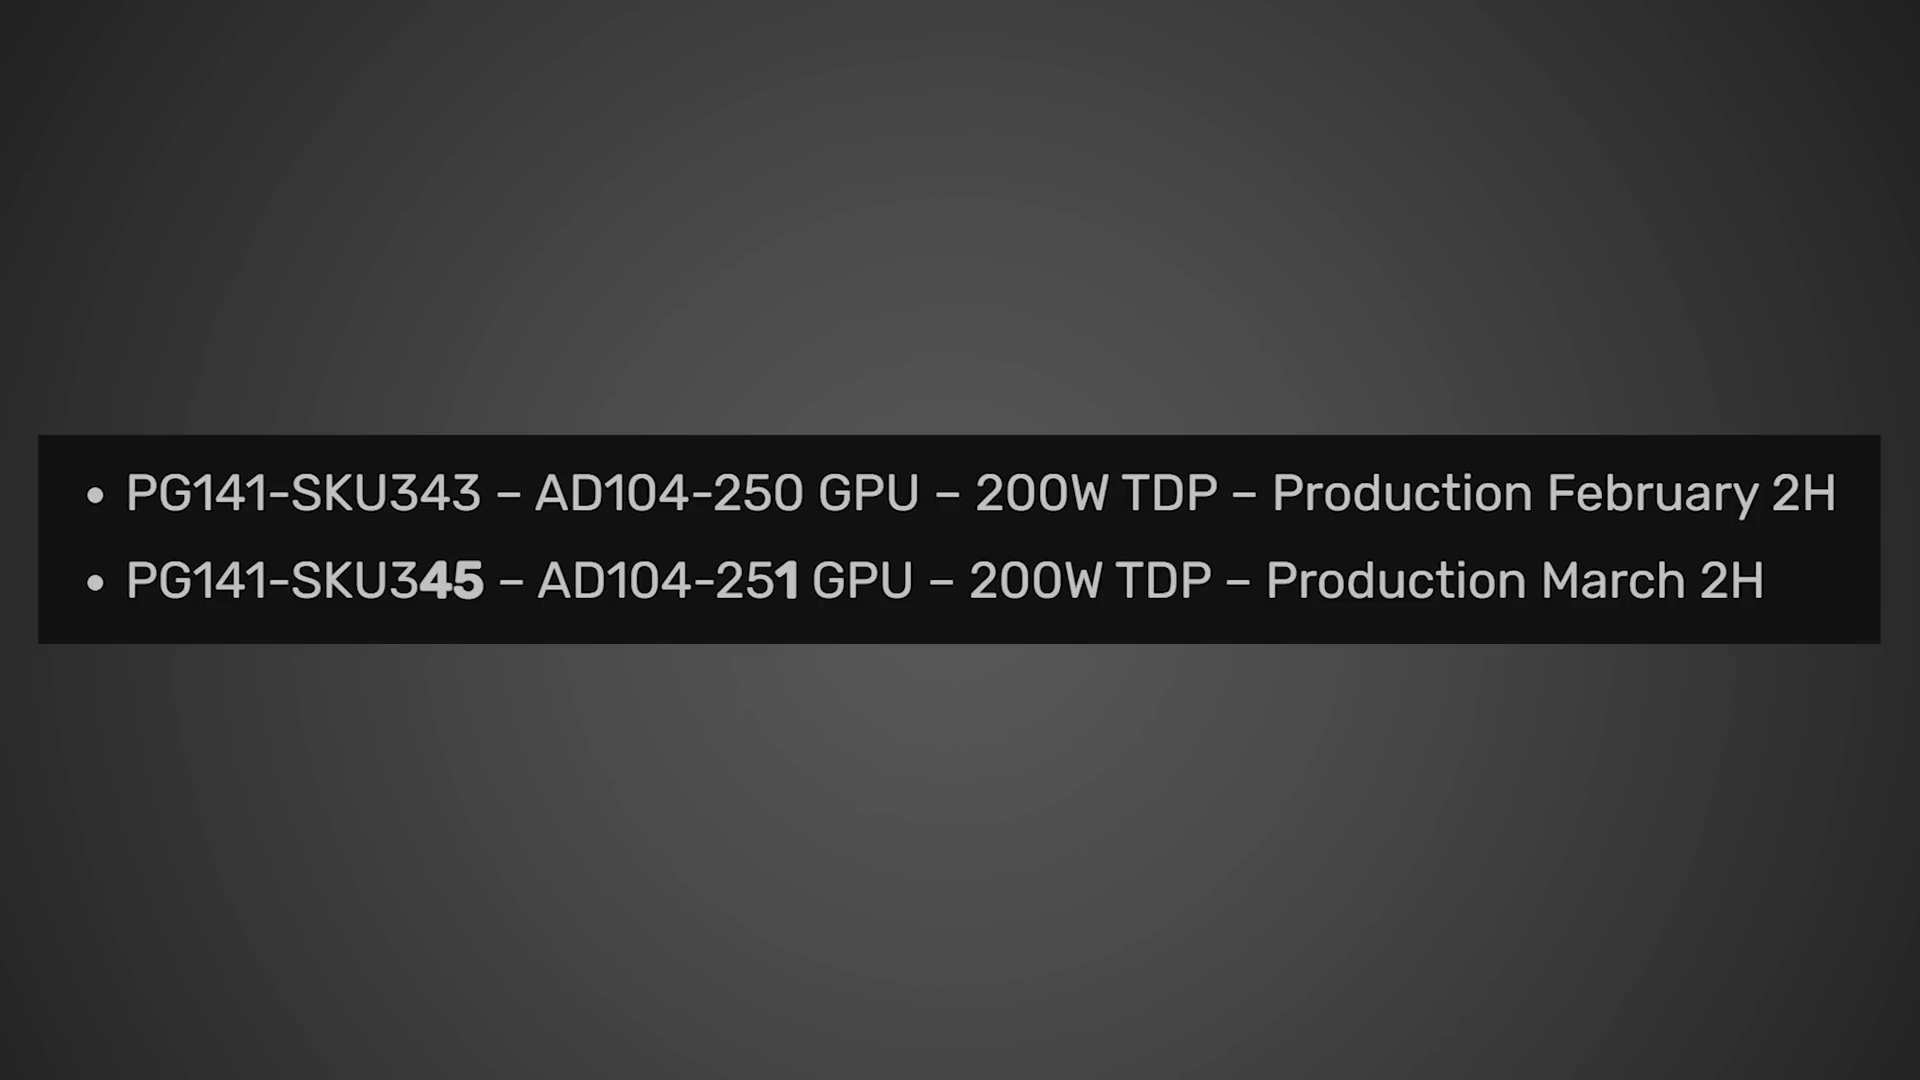 • PG141-SKU343 – AD104-250 GPU – 200W TDP – Production February 2H
• PG141-SKU345 – AD104-251 GPU – 200W TDP – Production March 2H